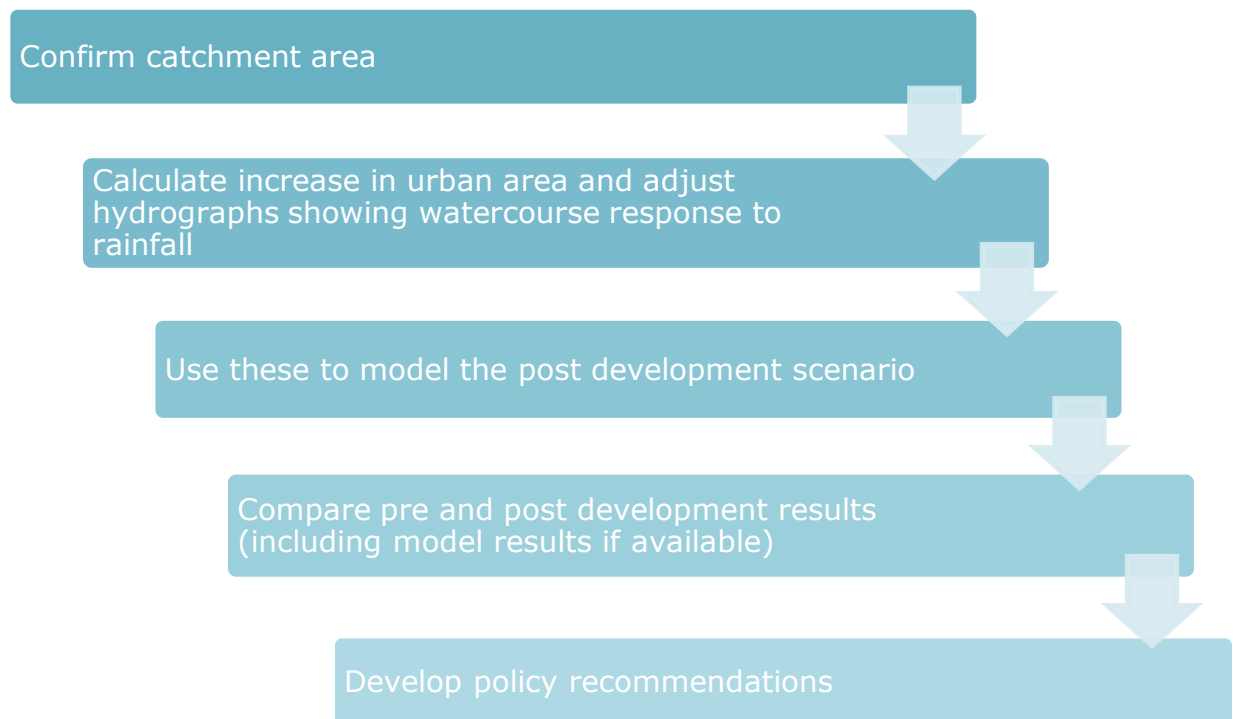 Confirm catchment area
Calculate increase in urban area and adjust
hydrographs showing watercourse response to
rainfall
Use these to model the post development scenario
Compare pre and post development results
(including model results if available)
Develop policy recommendations